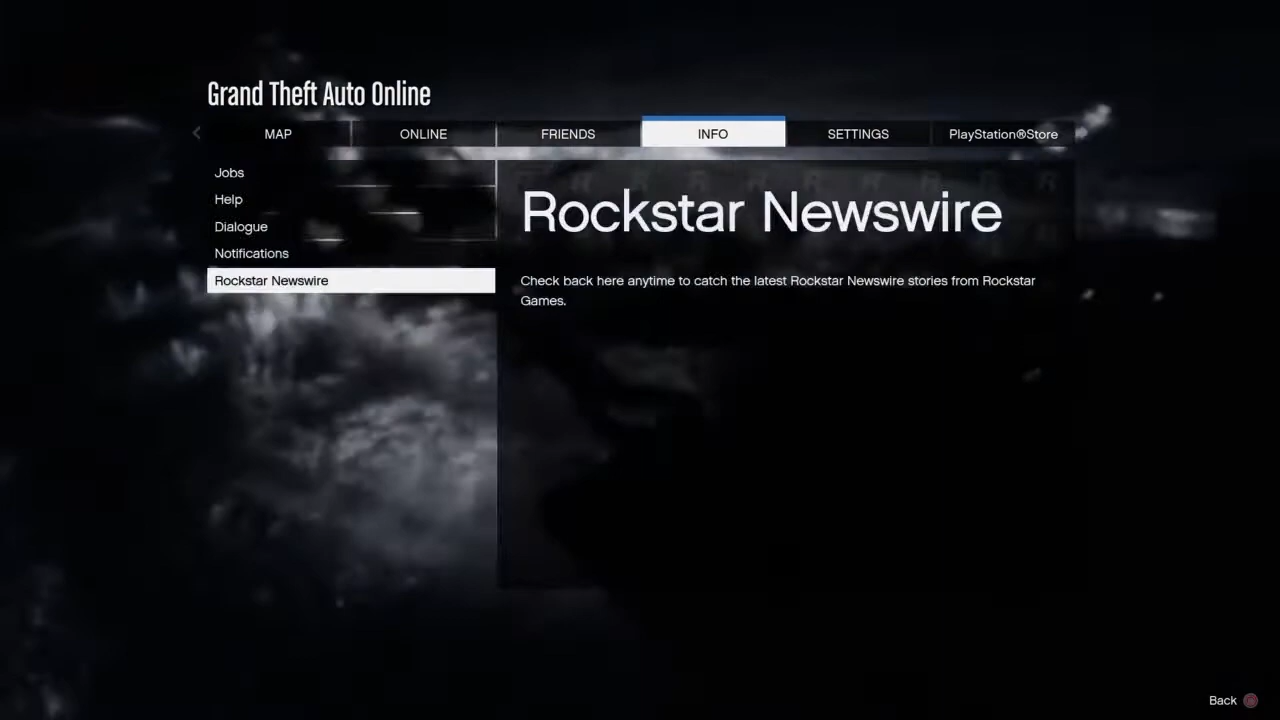 Grand Theft Auto Online
MAP
ONLINE
FRIENDS
INFO
SETTINGS
PlayStation®Store
Jobs
Help
Dialogue
Notifications
Rockstar Newswire
Rockstar Newswire
Check back here anytime to catch the latest Rockstar Newswire stories from Rockstar
Games.
Back